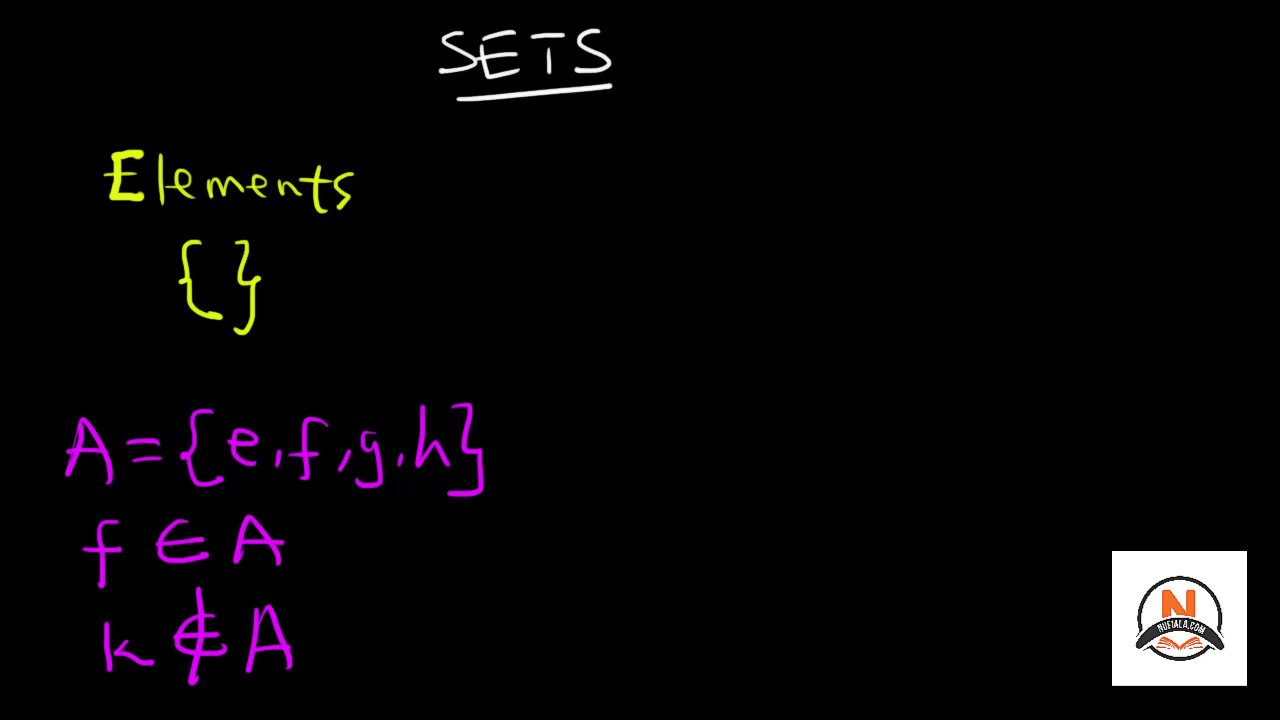 SETS
Elements
{ }
A = {e, f, g, h}
f ∈ A
k ∉ A
N
NUFIALA.COM